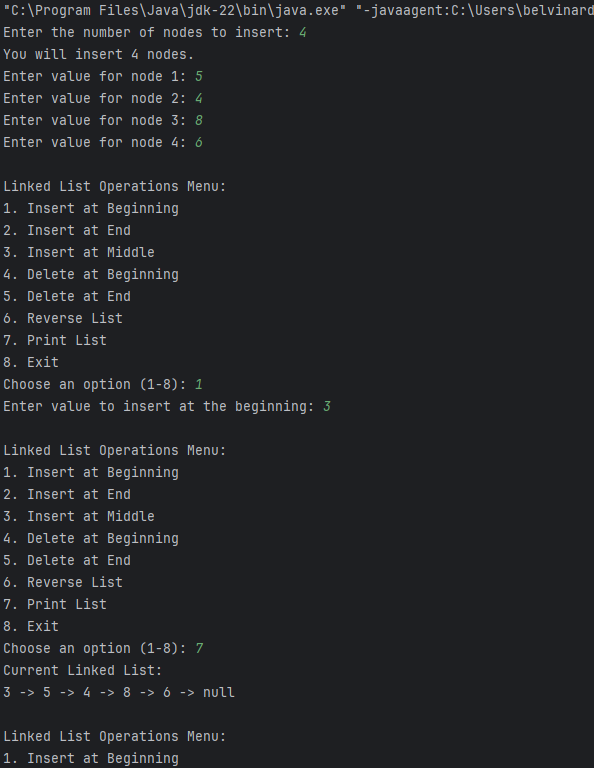 "C:\Program Files\Java\jdk-22\bin\java.exe" "-javaagent:C:\Users\belvinard
Enter the number of nodes to insert: 4
You will insert 4 nodes.
Enter value for node 1: 5
Enter value for node 2: 4
Enter value for node 3: 8
Enter value for node 4: 6
Linked List Operations Menu:
1. Insert at Beginning
2. Insert at End
3. Insert at Middle
4. Delete at Beginning
5. Delete at End
6. Reverse List
7. Print List
8. Exit
Choose an option (1-8): 1
Enter value to insert at the beginning: 3
Linked List Operations Menu:
1. Insert at Beginning
2. Insert at End
3. Insert at Middle
4. Delete at Beginning
5. Delete at End
6. Reverse List
7. Print List
8. Exit
Choose an option (1-8): 7
Current Linked List:
3 -> 5 -> 4 -> 8 -> 6 -> null
Linked List Operations Menu:
1. Insert at Beginning